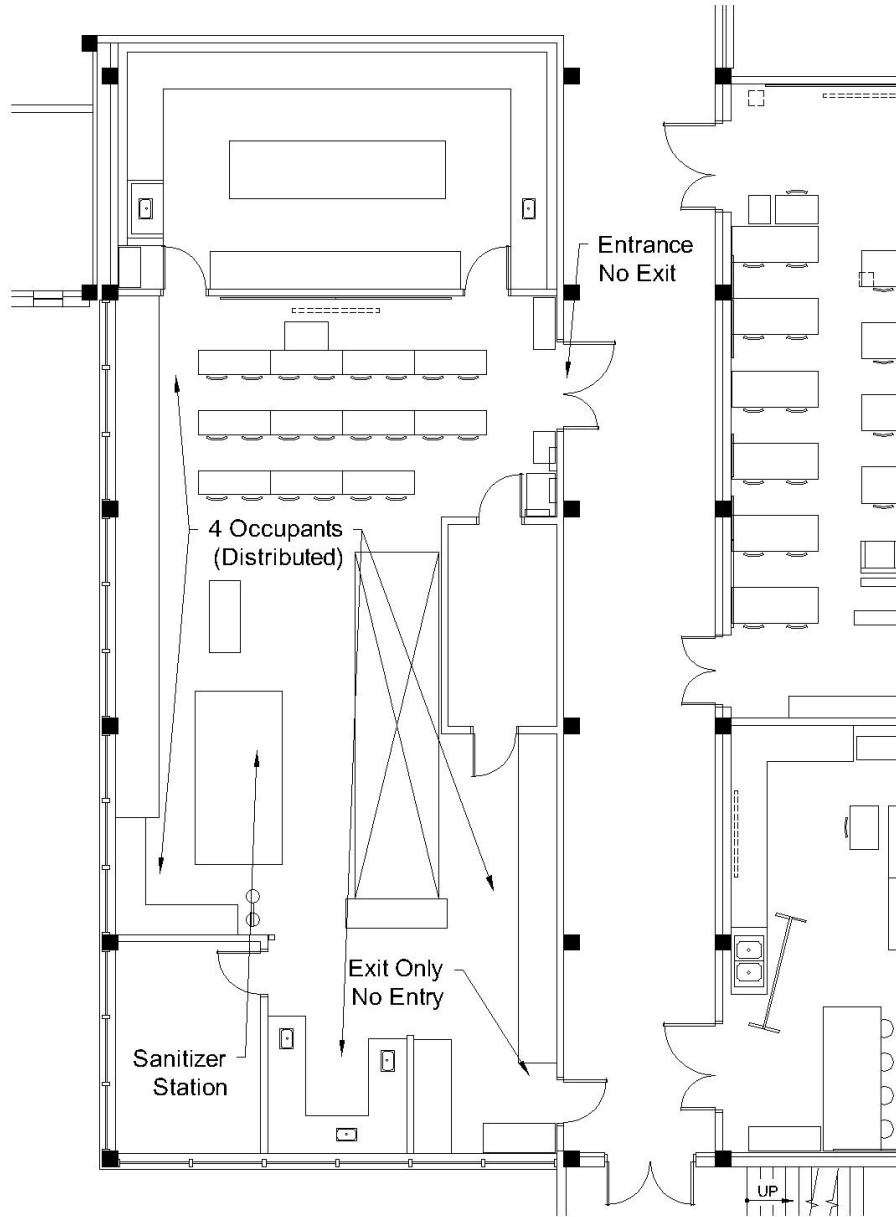 Entrance
No Exit
4 Occupants
(Distributed)
Exit Only
No Entry
Sanitizer
Station
UP